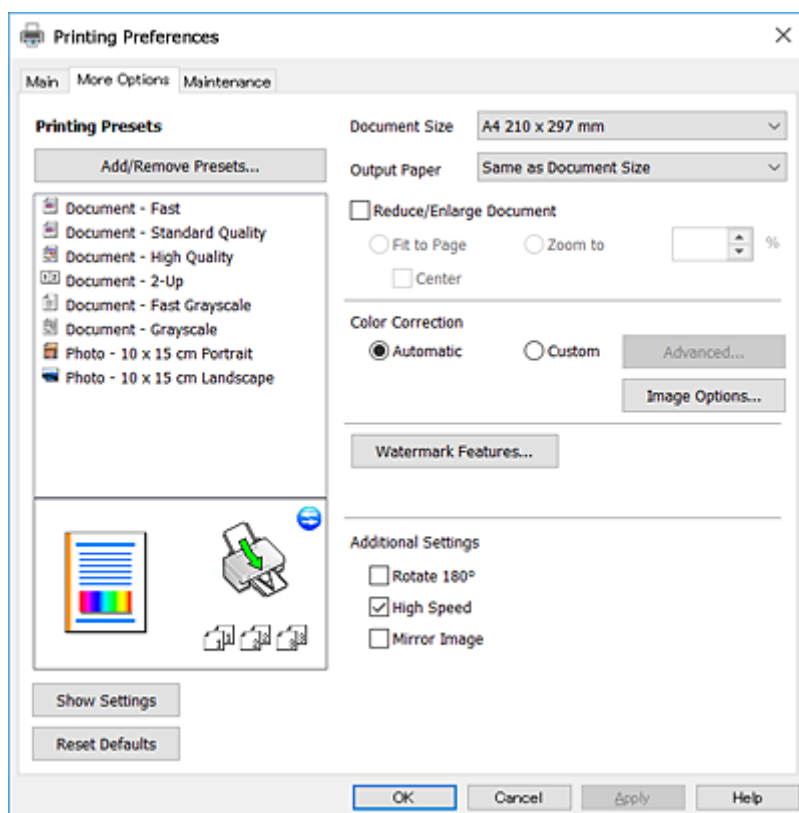 Printing Preferences
Main
More Options
Maintenance
Printing Presets
Add/Remove Presets...
Document - Fast
Document - Standard Quality
Document - High Quality
Document - 2-Up
Document - Fast Grayscale
Document - Grayscale
Photo - 10 x 15 cm Portrait
Photo - 10 x 15 cm Landscape
Show Settings
Reset Defaults
Document Size
A4 210 x 297 mm
Output Paper
Same as Document Size
Reduce/Enlarge Document
Fit to Page
Zoom to
%
Center
Color Correction
Automatic
Custom
Advanced...
Image Options...
Watermark Features...
Additional Settings
Rotate 180°
High Speed
Mirror Image
OK
Cancel
Apply
Help